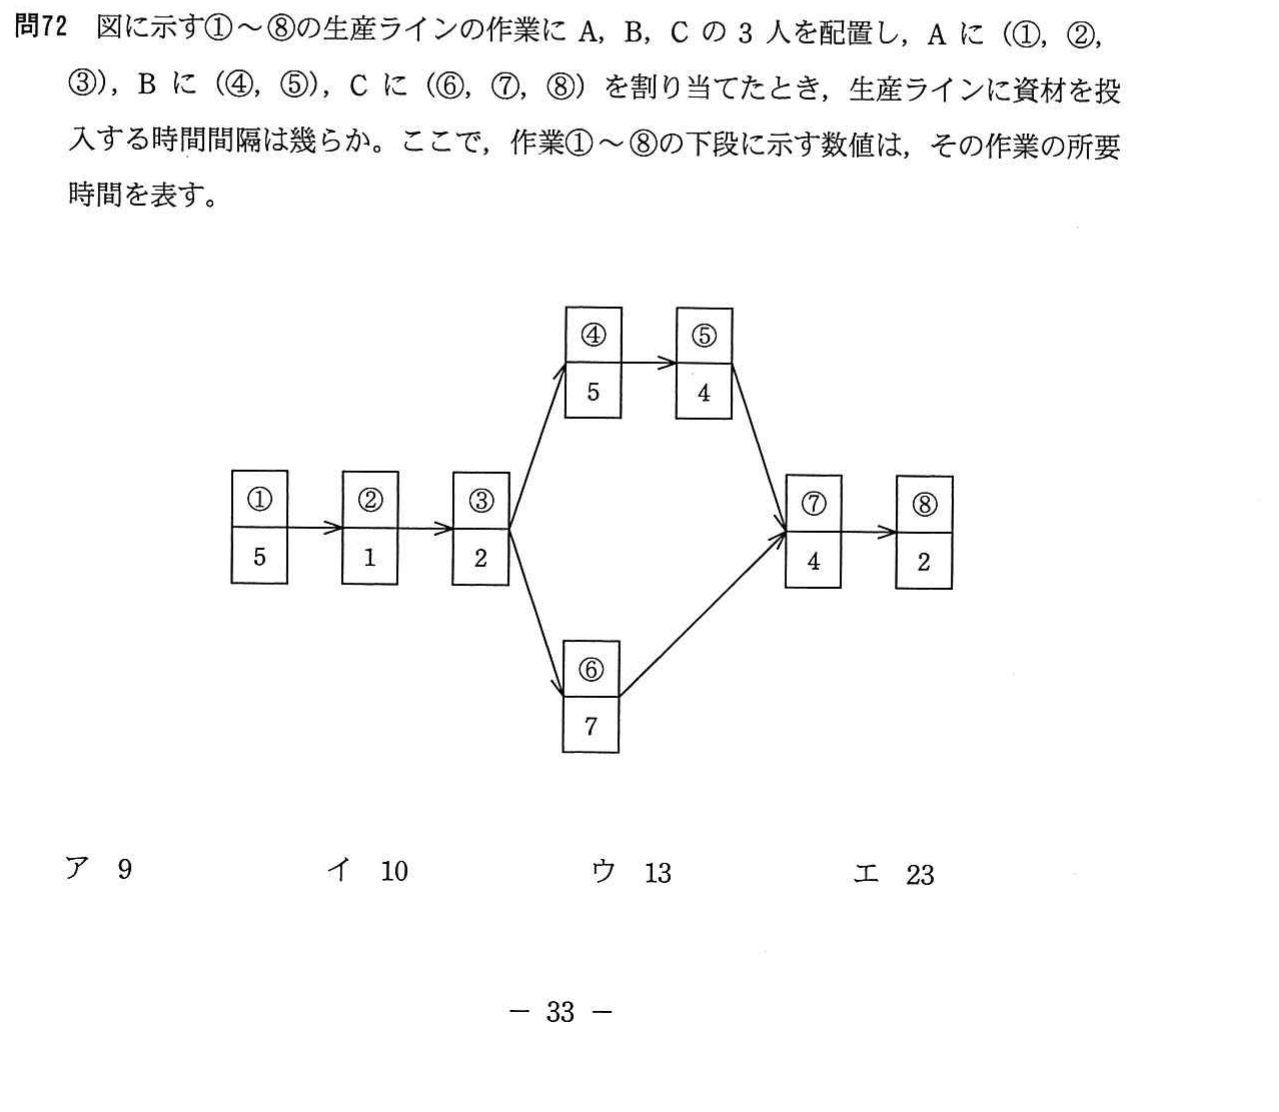 問72 図に示す①～⑧の生産ラインの作業に A，B，C の 3 人を配置し，A に（①，②，
③），B に（④，⑤），C に（⑥，⑦，⑧）を割り当てたとき，生産ラインに資材を投
入する時間間隔は幾らか。ここで，作業①～⑧の下段に示す数値は，その作業の所要
時間を表す。
④ ⑤
5 4
① ② ③ ⑦ ⑧
5 1 2 4 2
⑥
7
ア 9 イ 10 ウ 13 エ 23
－ 33 －